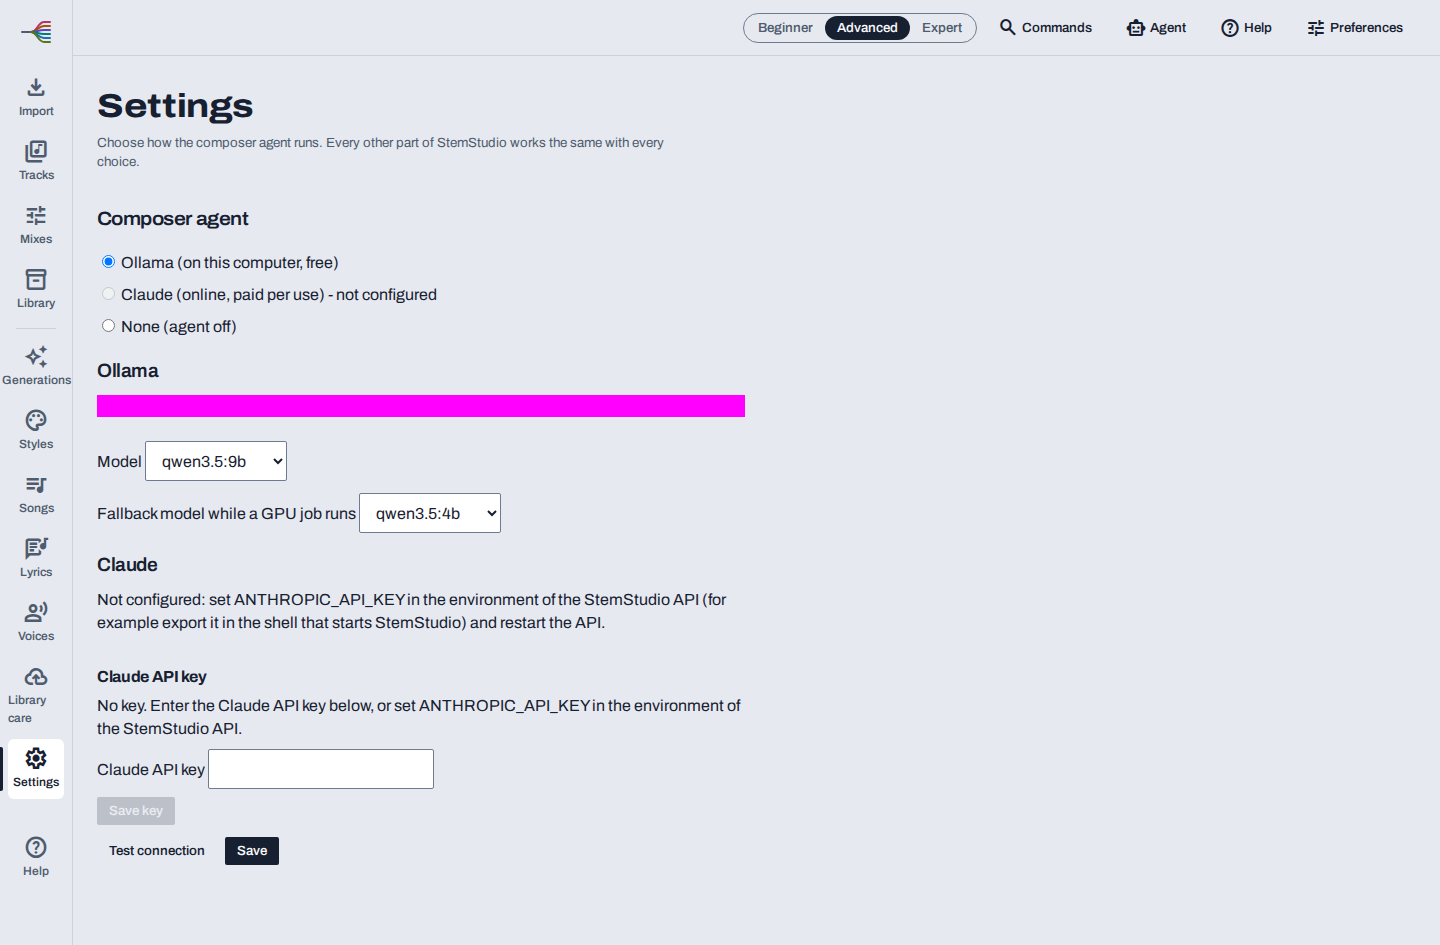 Beginner Advanced Expert Commands Agent Help Preferences
Import
Tracks
Mixes
Library
Generations
Styles
Songs
Lyrics
Voices
Library
care
Settings
Help
Settings
Choose how the composer agent runs. Every other part of StemStudio works the same with every
choice.
Composer agent
Ollama (on this computer, free)
Claude (online, paid per use) - not configured
None (agent off)
Ollama
Model qwen3.5:9b
Fallback model while a GPU job runs qwen3.5:4b
Claude
Not configured: set ANTHROPIC_API_KEY in the environment of the StemStudio API (for
example export it in the shell that starts StemStudio) and restart the API.
Claude API key
No key. Enter the Claude API key below, or set ANTHROPIC_API_KEY in the environment of
the StemStudio API.
Claude API key
Save key
Test connection Save